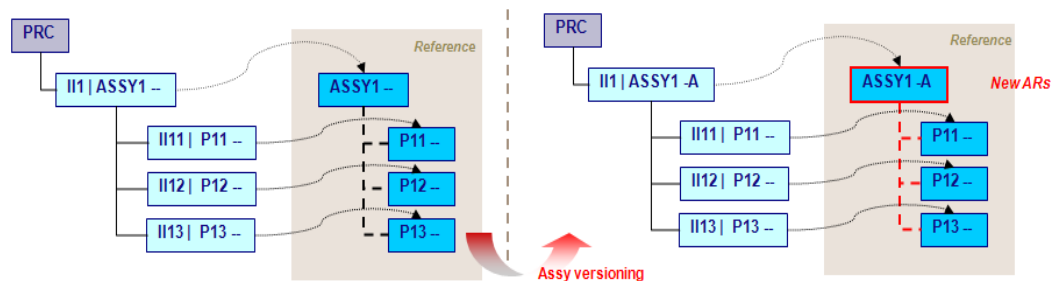 PRC
Reference
II1 | ASSY1 --
ASSY1 --
II11 | P11 --
P11 --
II12 | P12 --
P12 --
II13 | P13 --
P13 --
Assy versioning
PRC
Reference
II1 | ASSY1 -A
ASSY1 -A
New ARs
II11 | P11 --
P11 --
II12 | P12 --
P12 --
II13 | P13 --
P13 --